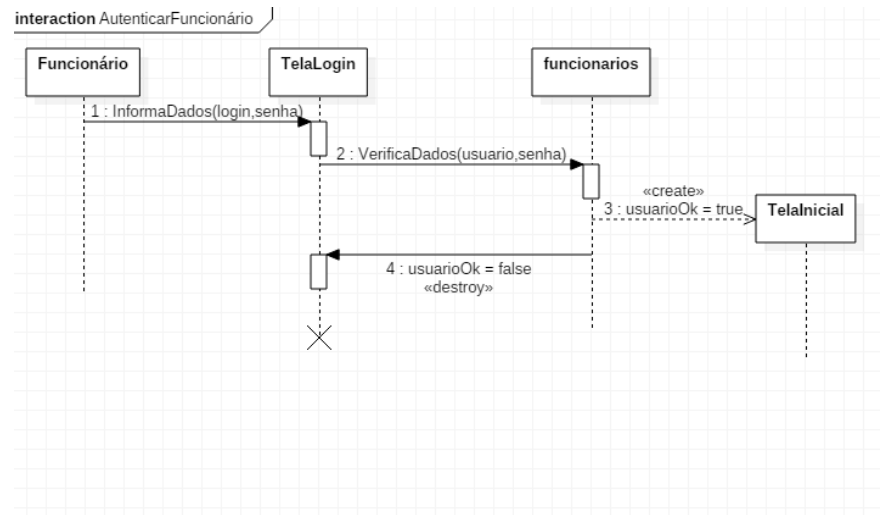 interaction AutenticarFuncionário
Funcionário
TelaLogin
funcionarios
1 : InformaDados(login,senha)
2 : VerificaDados(usuario,senha)
«create»
3 : usuarioOk = true
TelaInicial
4 : usuarioOk = false
«destroy»